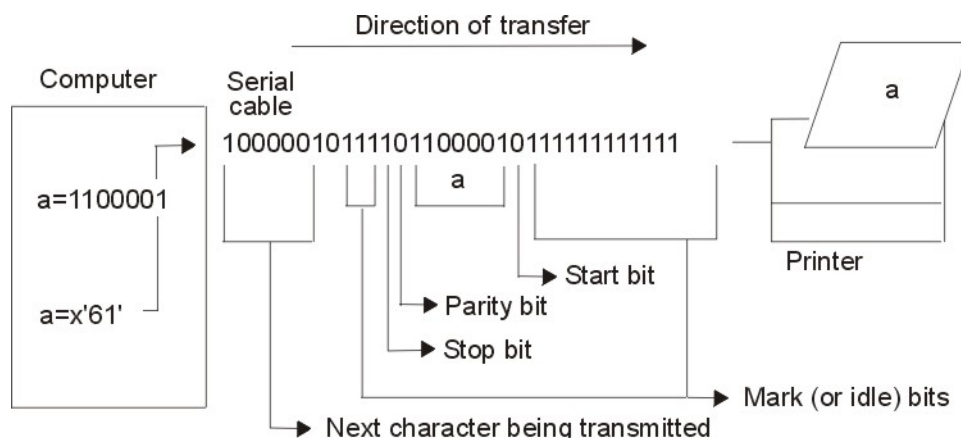 Direction of transfer
Computer
Serial
cable
a
1000001011110110000101111111111111
a
a=1100001
Printer
Start bit
a=x'61'
Parity bit
Stop bit
Mark (or idle) bits
Next character being transmitted